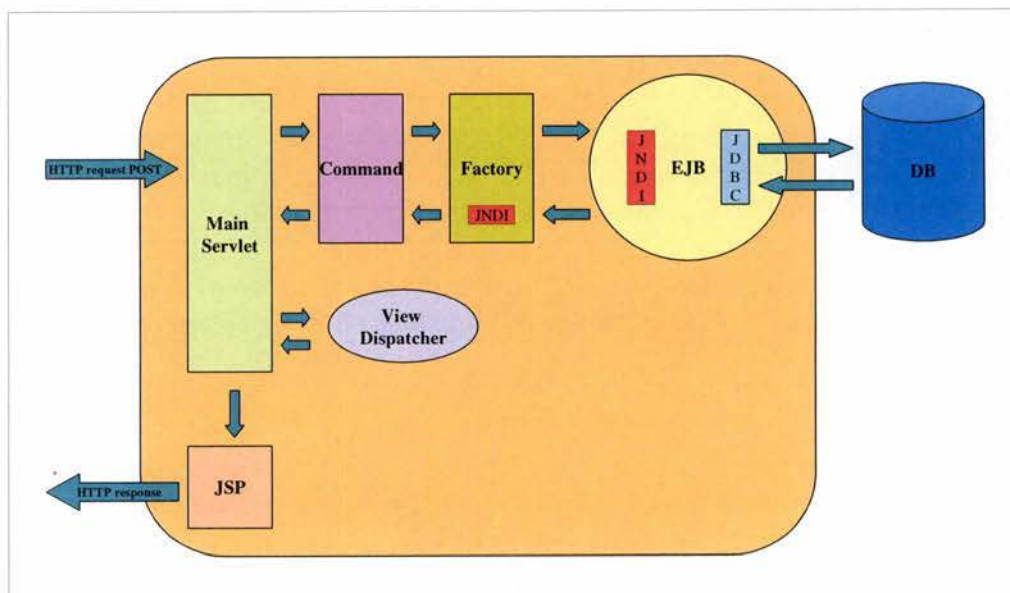 HTTP request POST
Main
Servlet
Command
Factory
JNDI
J
N
D
I
EJB
J
D
B
C
DB
View
Dispatcher
JSP
HTTP response